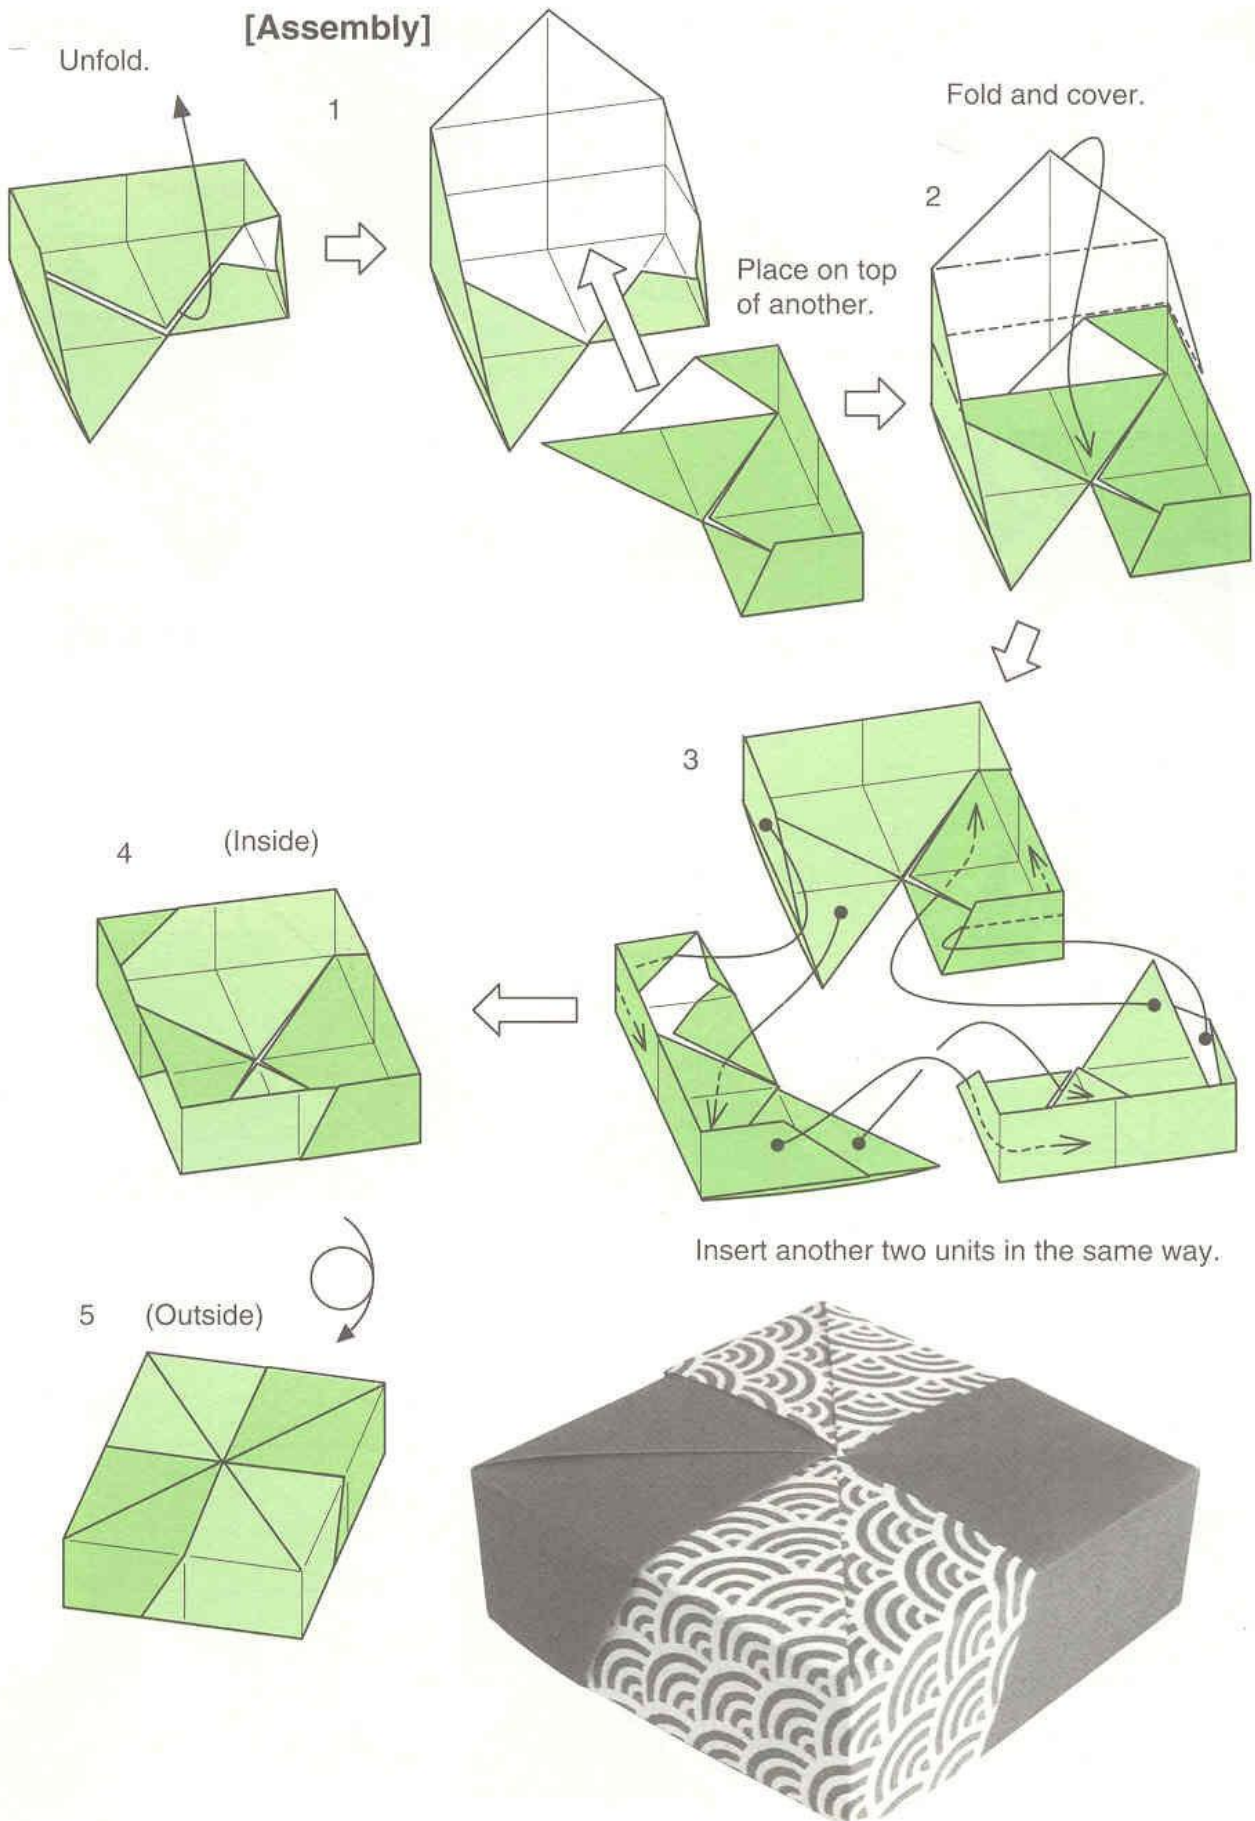 [Assembly]
Unfold.
1
Place on top
of another.
Fold and cover.
2
3
4
(Inside)
Insert another two units in the same way.
5
(Outside)